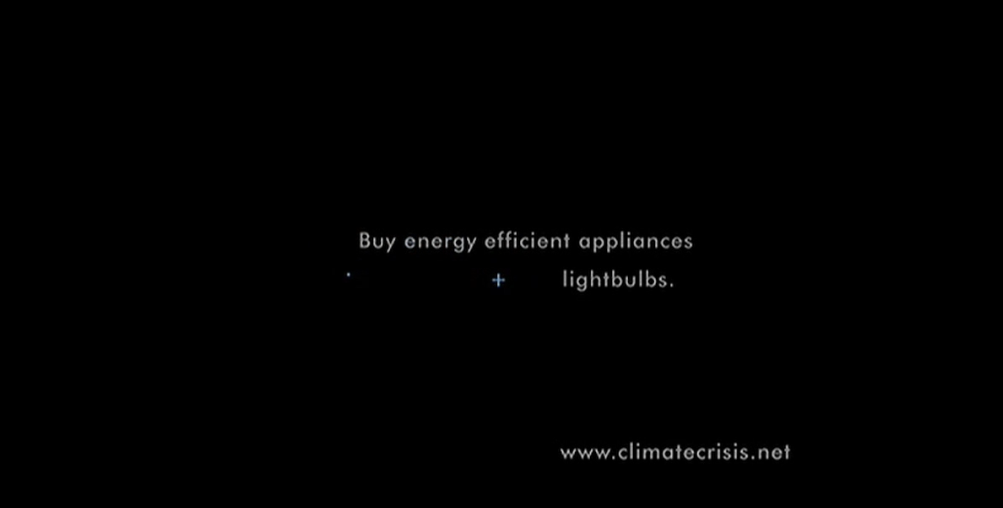 Buy energy efficient appliances
+ lightbulbs.
www.climatecrisis.net